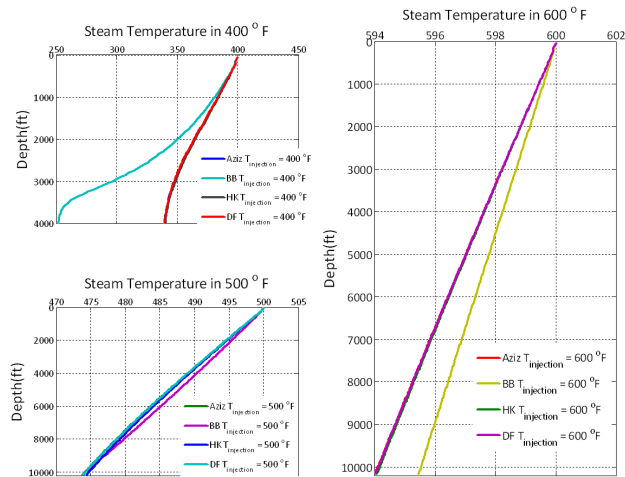 Steam Temperature in 400 °F
250 300 350 400 450
0
1000
2000
3000
4000
Depth(ft)
Aziz T injection = 400 °F
BB T injection = 400 °F
HK T injection = 400 °F
DF T injection = 400 °F
Steam Temperature in 500 °F
470 475 480 485 490 495 500 505
0
2000
4000
6000
8000
10000
Depth(ft)
Aziz T injection = 500 °F
BB T injection = 500 °F
HK T injection = 500 °F
DF T injection = 500 °F
Steam Temperature in 600 °F
594 596 598 600 602
0
1000
2000
3000
4000
5000
6000
7000
8000
9000
10000
Depth(ft)
Aziz T injection = 600 °F
BB T injection = 600 °F
HK T injection = 600 °F
DF T injection = 600 °F